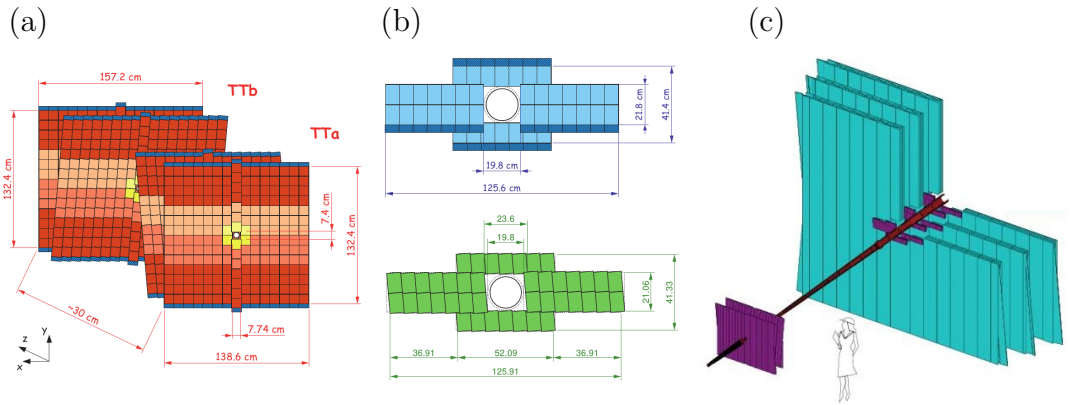 (a)
157.2 cm
TTb
TTa
132.4 cm
7.4 cm
132.4 cm
~30 cm
7.74 cm
138.6 cm
y
z
x
(b)
21.8 cm
41.4 cm
19.8 cm
125.6 cm
23.6
19.8
21.06
41.33
36.91
52.09
36.91
125.91
(c)